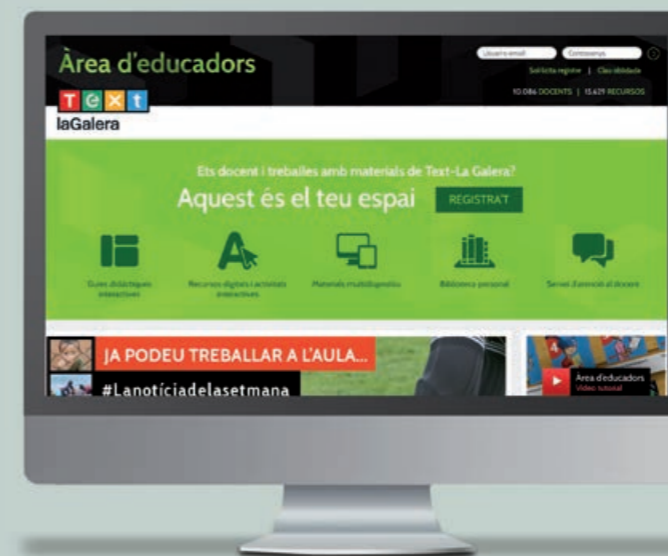 Àrea d'educadors
Usuari o email
Contrasenya
Sol·licita registre | Clau oblidada
10.086 DOCENTS | 15.629 RECURSOS
Text
laGalera
Ets docent i treballes amb materials de Text-La Galera?
Aquest és el teu espai
REGISTRA'T
Guies didàctiques
interactives
Recursos digitals i activitats
interactives
Materials multidispositiu
Biblioteca personal
Servei d'atenció al docent
JA PODEU TREBALLAR A L'AULA...
#Lanotíciadelasetmana
Àrea d'educadors
Vídeo tutorial